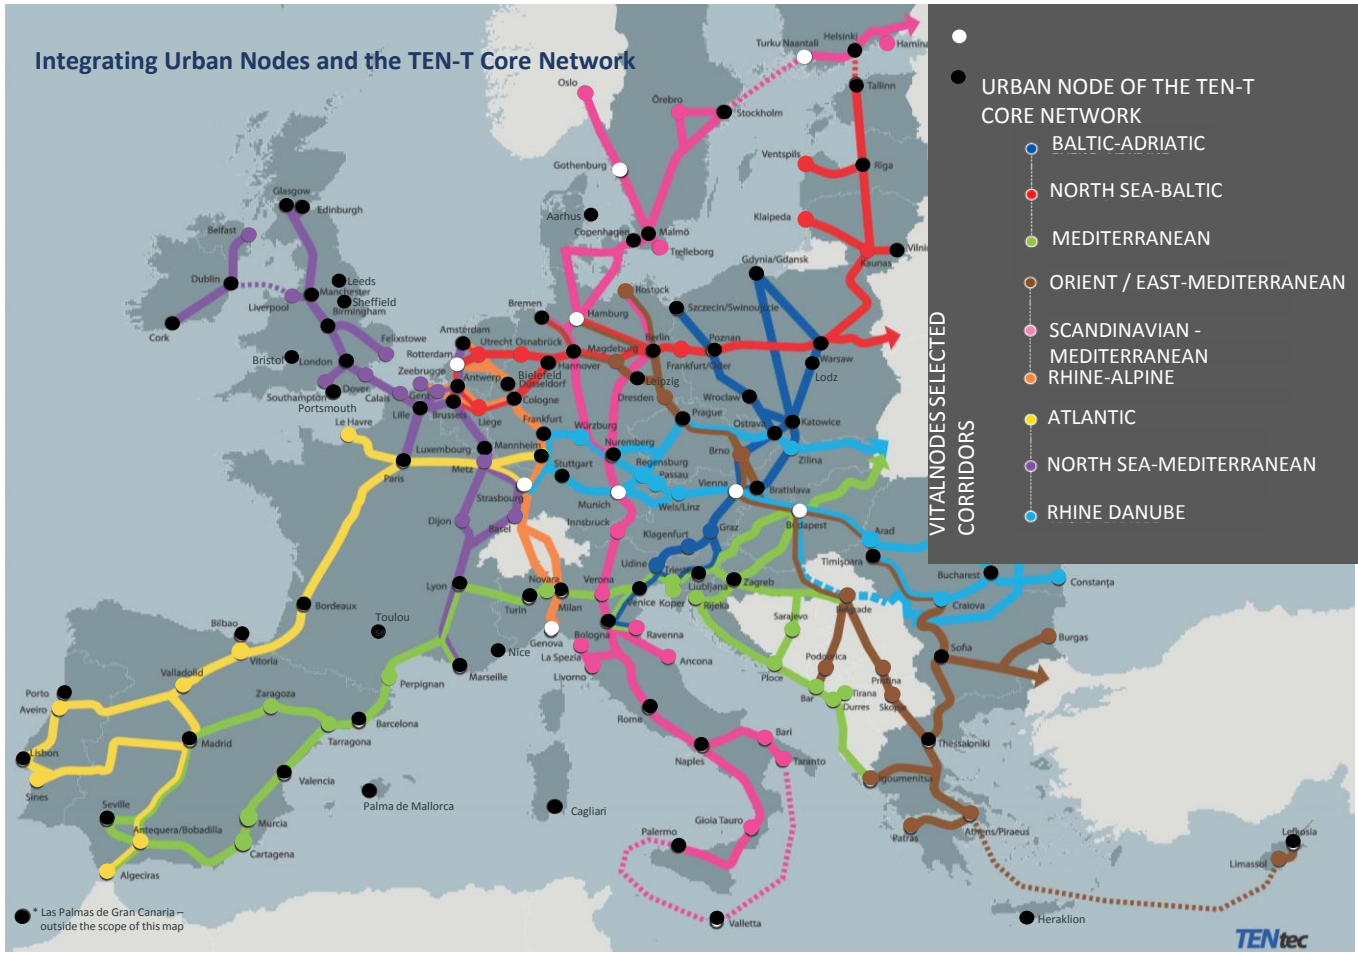 Integrating Urban Nodes and the TEN-T Core Network
URBAN NODE OF THE TEN-T
CORE NETWORK
BALTIC-ADRIATIC
NORTH SEA-BALTIC
MEDITERRANEAN
ORIENT / EAST-MEDITERRANEAN
SCANDINAVIAN -
MEDITERRANEAN
RHINE-ALPINE
ATLANTIC
NORTH SEA-MEDITERRANEAN
RHINE DANUBE
VITALNODES SELECTED
CORRIDORS
Turku Naantali
Helsinki
Hamina
Oslo
Örebro
Stockholm
Tallinn
Gothenburg
Ventspils
Riga
Glasgow
Edinburgh
Aarhus
Copenhagen
Malmö
Trelleborg
Klaipeda
Vilni
Kaunas
Belfast
Dublin
Leeds
Manchester
Sheffield
Liverpool
Birmingham
Cork
Felixstowe
Bristol
London
Southampton
Dover
Portsmouth
Calais
Gdynia/Gdansk
Rostock
Szczecin/Swinoujscie
Bremen
Hamburg
Amsterdam
Utrecht
Osnabrück
Rotterdam
Hannover
Magdeburg
Berlin
Poznan
Frankfurt/Oder
Warsaw
Lodz
Zeebrugge
Antwerp
Bielefeld
Düsseldorf
Leipzig
Gent
Cologne
Dresden
Wroclaw
Lille
Brussels
Liege
Le Havre
Frankfurt
Würzburg
Prague
Ostrava
Katowice
Luxembourg
Mannheim
Nuremberg
Brno
Zilina
Metz
Paris
Stuttgart
Regensburg
Passau
Strasbourg
Munich
Wels/Linz
Vienna
Bratislava
Budapest
Dijon
Basel
Innsbruck
Klagenfurt
Graz
Arad
Timişoara
Bucharest
Constanţa
Craiova
Udine
Trieste
Lyon
Novara
Verona
Ljubljana
Zagreb
Turin
Milan
Venice
Koper
Rijeka
Belgrade
Sarajevo
Bordeaux
Toulou
Bilbao
Vitoria
Genova
Bologna
Ravenna
Nice
La Spezia
Livorno
Ancona
Marseille
Ploce
Podgorica
Pristina
Skopje
Sofia
Burgas
Valladolid
Zaragoza
Perpignan
Porto
Aveiro
Bar
Tirana
Durres
Barcelona
Tarragona
Madrid
Rome
Bari
Taranto
Naples
Thessaloniki
Igoumenitsa
Lisbon
Sines
Valencia
Palma de Mallorca
Cagliari
Seville
Antequera/Bobadilla
Murcia
Cartagena
Algeciras
Gioia Tauro
Palermo
Patras
Athens/Piraeus
Lefkosia
Limassol
Valletta
Heraklion
* Las Palmas de Gran Canaria –
outside the scope of this map
TENtec